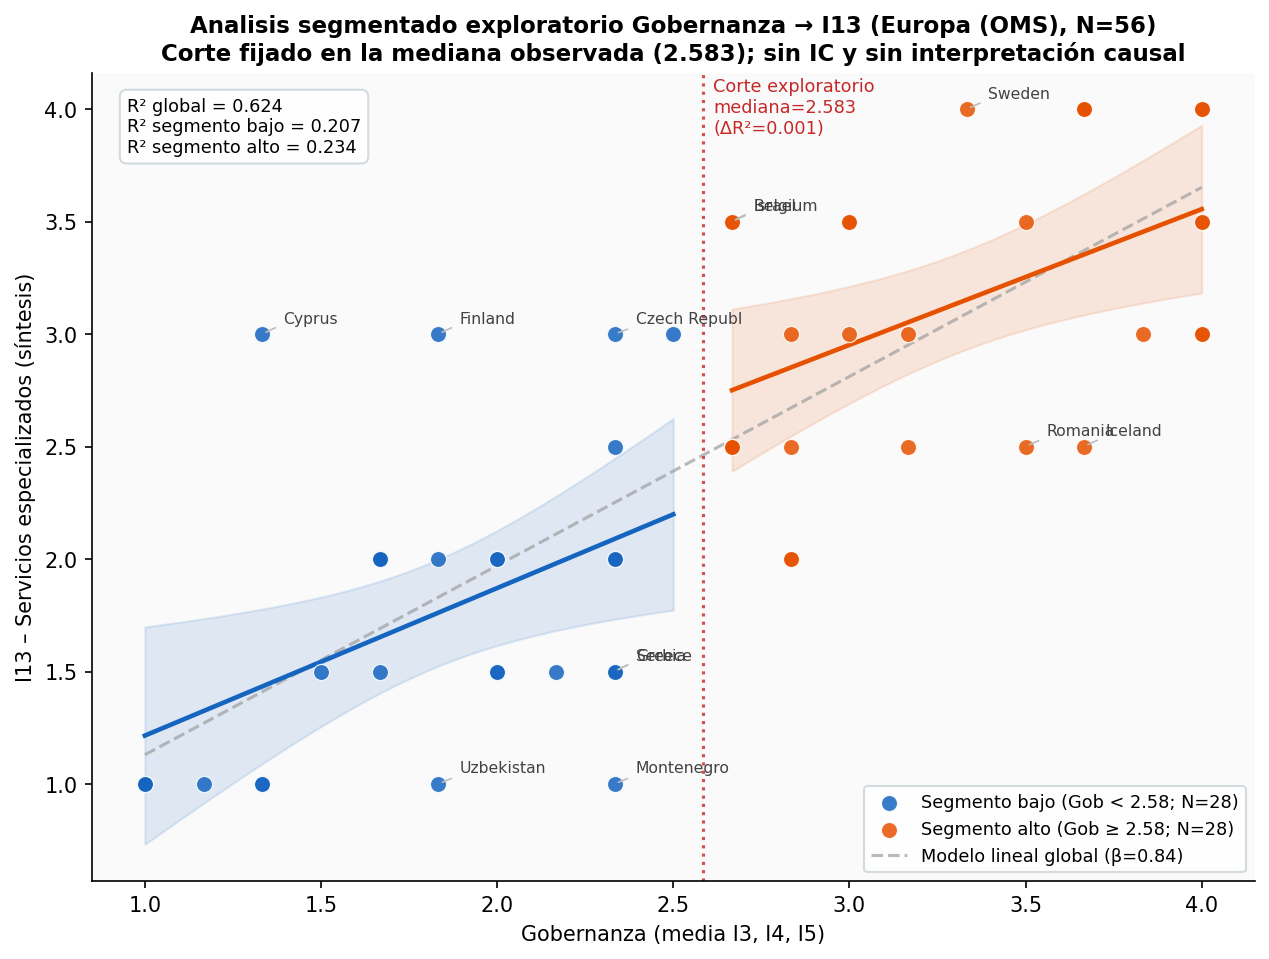 Analisis segmentado exploratorio Gobernanza → I13 (Europa (OMS), N=56)
Corte fijado en la mediana observada (2.583); sin IC y sin interpretación causal
R² global = 0.624
R² segmento bajo = 0.207
R² segmento alto = 0.234
Corte exploratorio
mediana=2.583
(ΔR²=0.001)
Sweden
Belgium
Cyprus
Finland
Czech Republ
Romania
Iceland
Greece
Uzbekistan
Montenegro
4.0
3.5
3.0
2.5
2.0
1.5
1.0
I13 – Servicios especializados (síntesis)
Segmento bajo (Gob < 2.58; N=28)
Segmento alto (Gob ≥ 2.58; N=28)
Modelo lineal global (β=0.84)
1.0 1.5 2.0 2.5 3.0 3.5 4.0
Gobernanza (media I3, I4, I5)